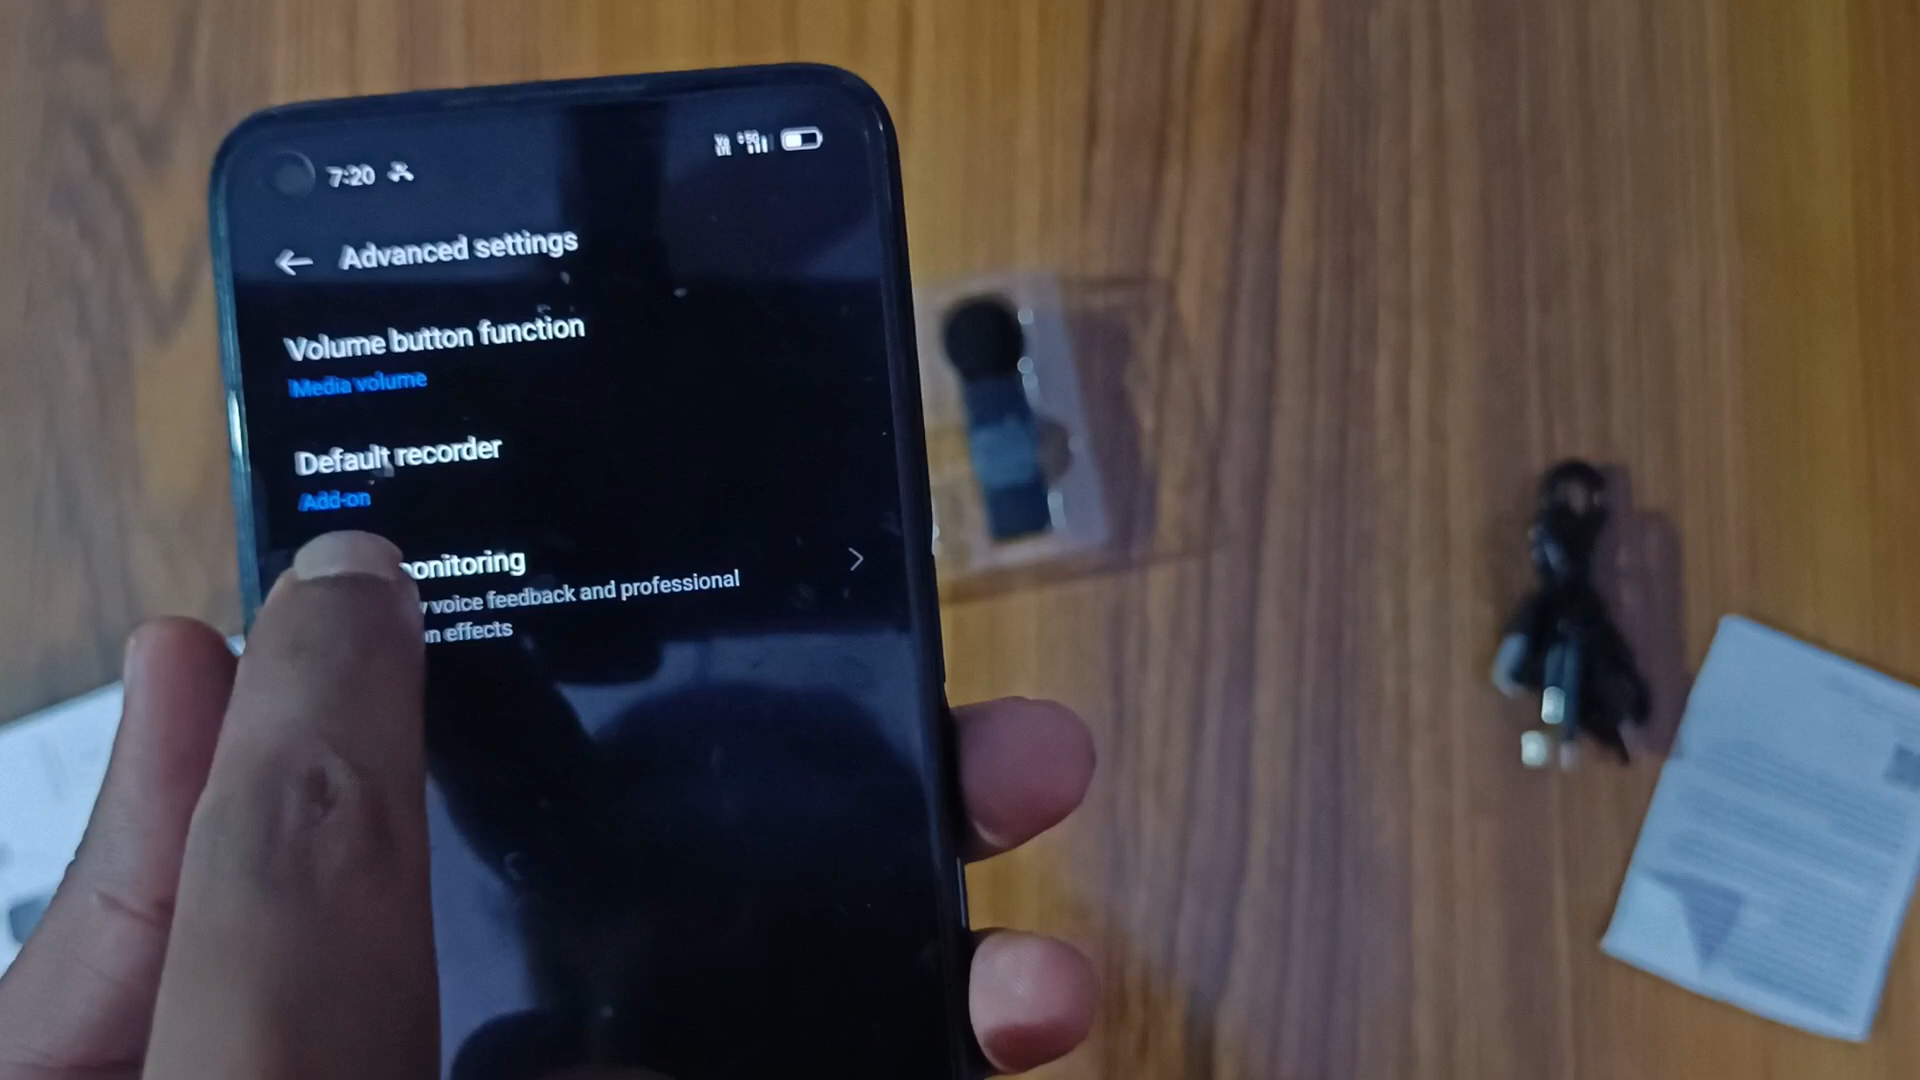 7:20
Advanced settings
Volume button function
Media volume
Default recorder
Add-on
onitoring
voice feedback and professional
n effects